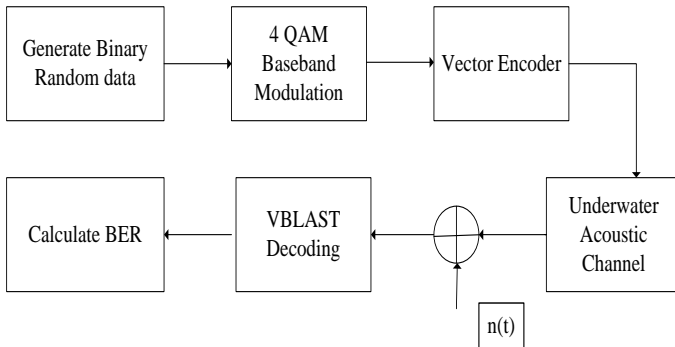 Generate Binary
Random data
4 QAM
Baseband
Modulation
Vector Encoder
Underwater
Acoustic
Channel
n(t)
VBLAST
Decoding
Calculate BER